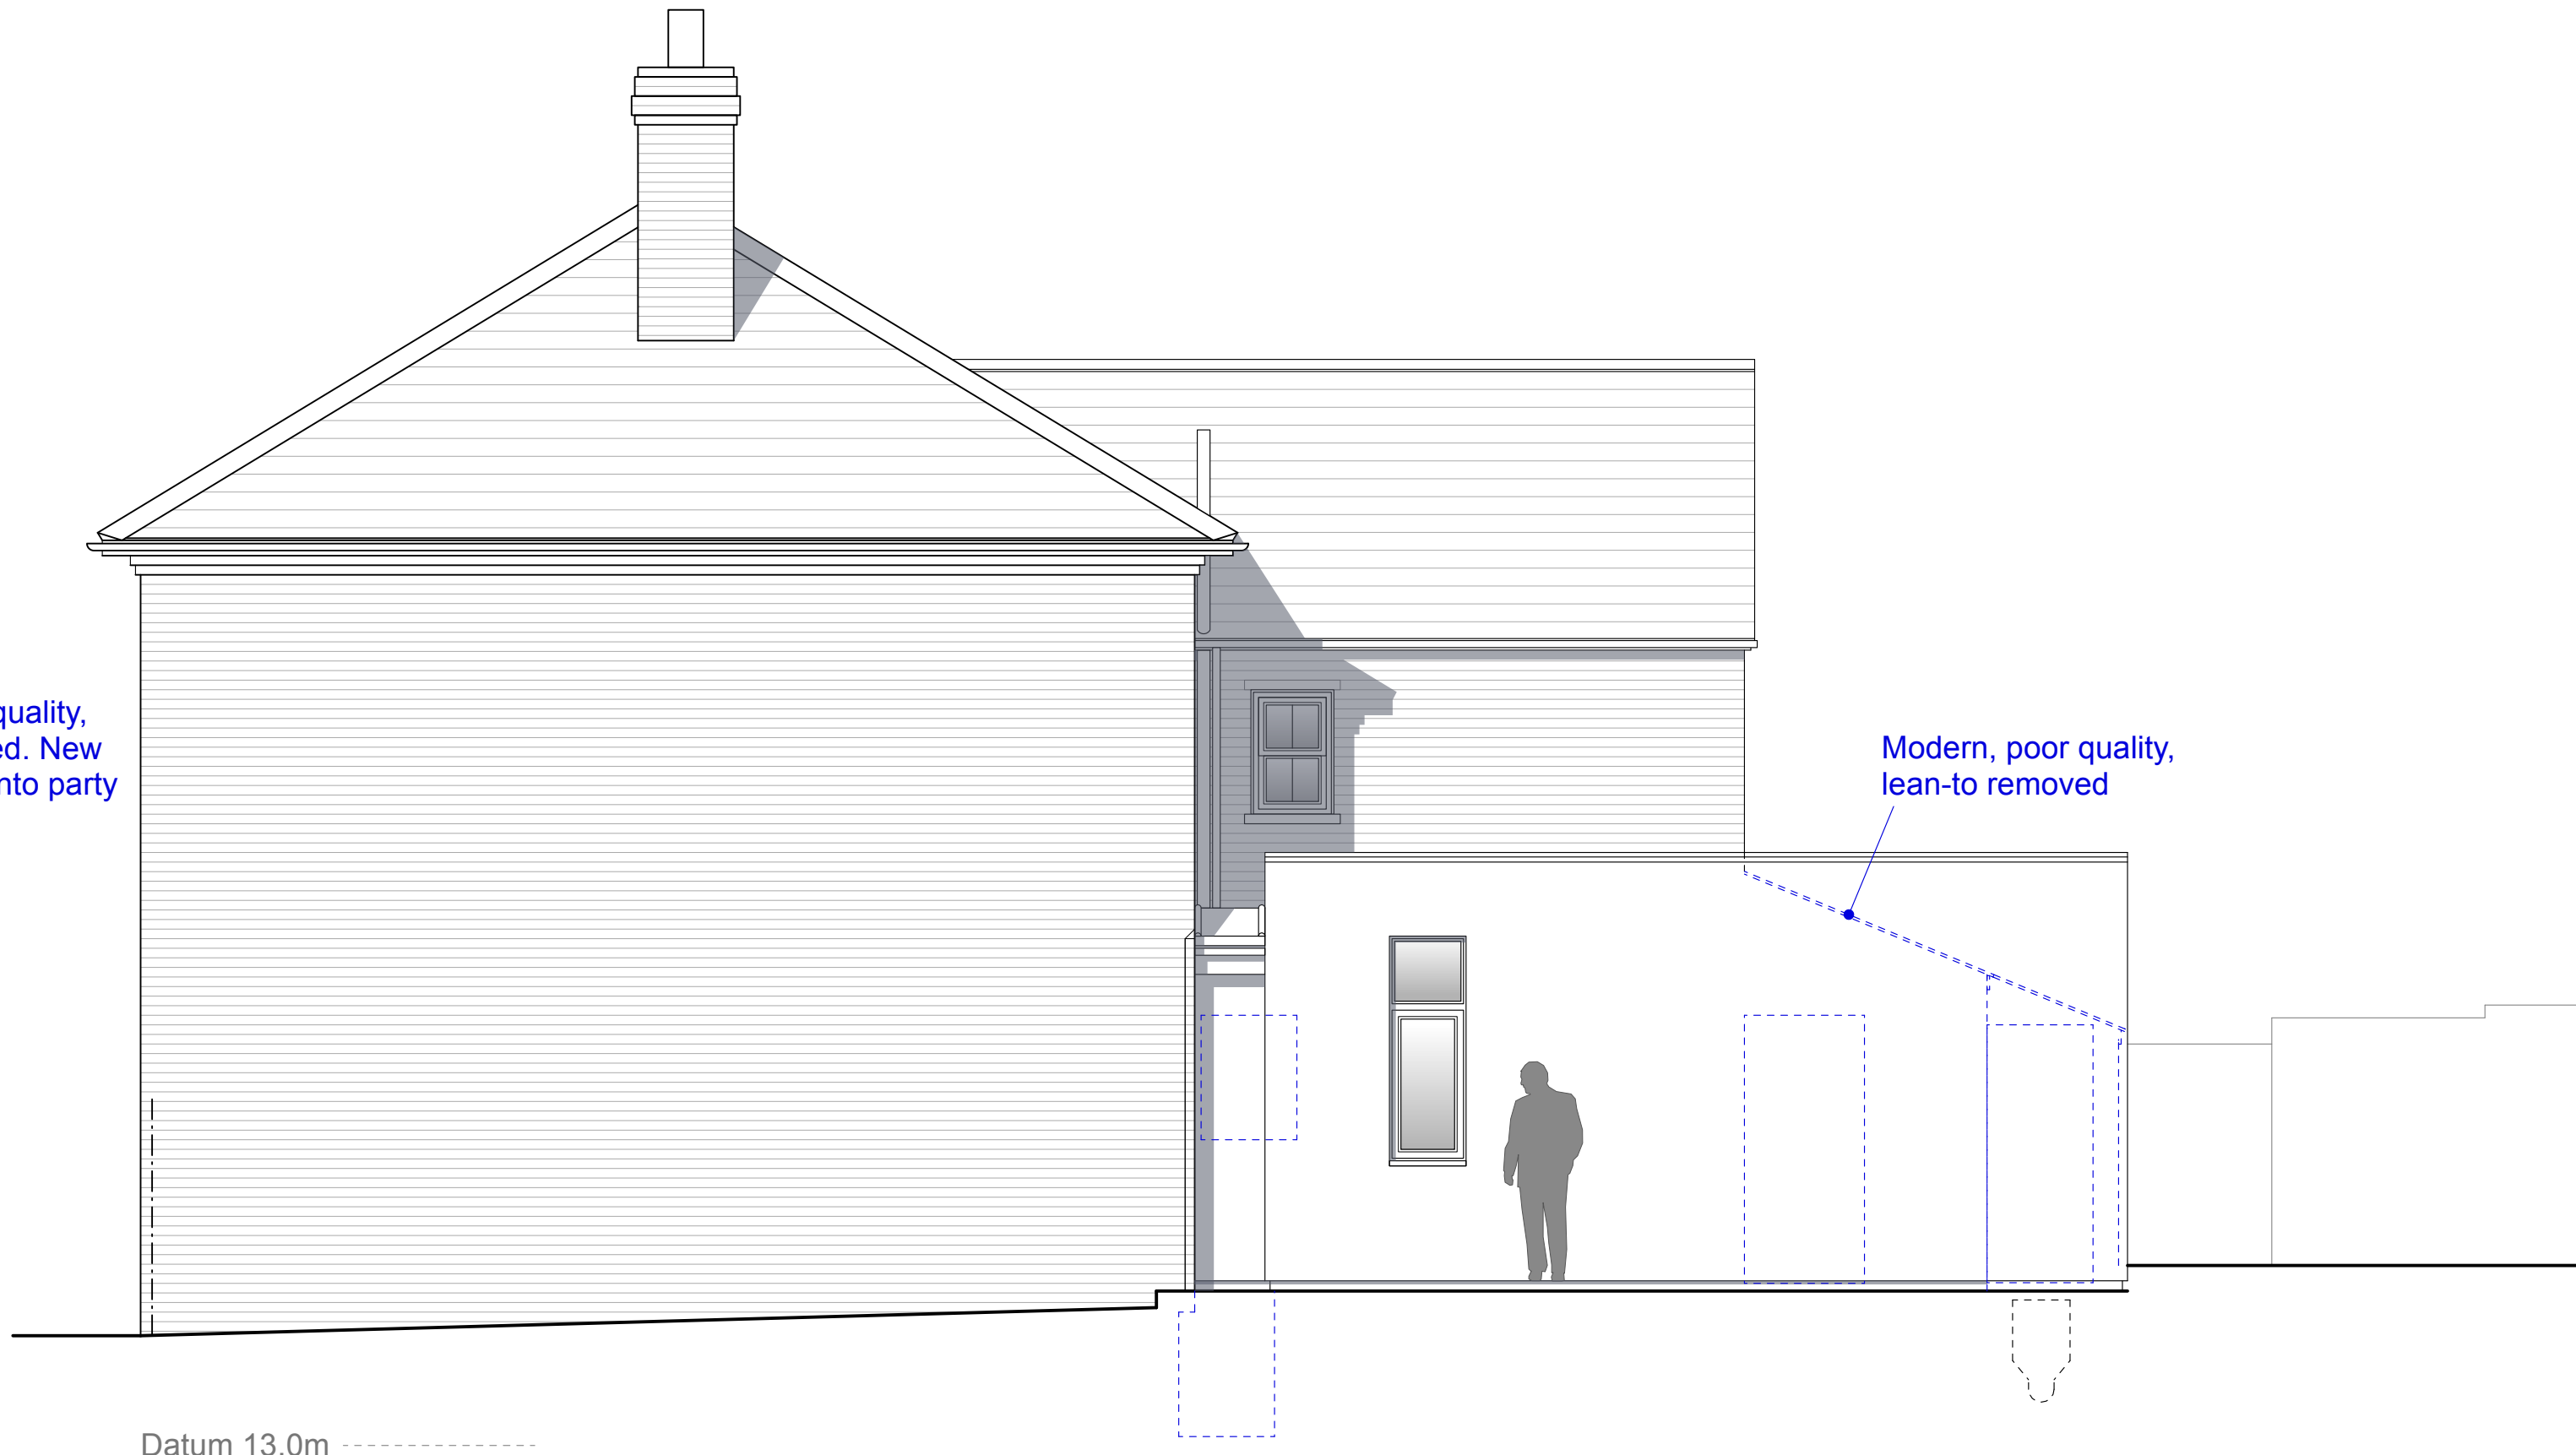 quality,
ed. New
nto party
Modern, poor quality,
lean-to removed
Datum 13.0m